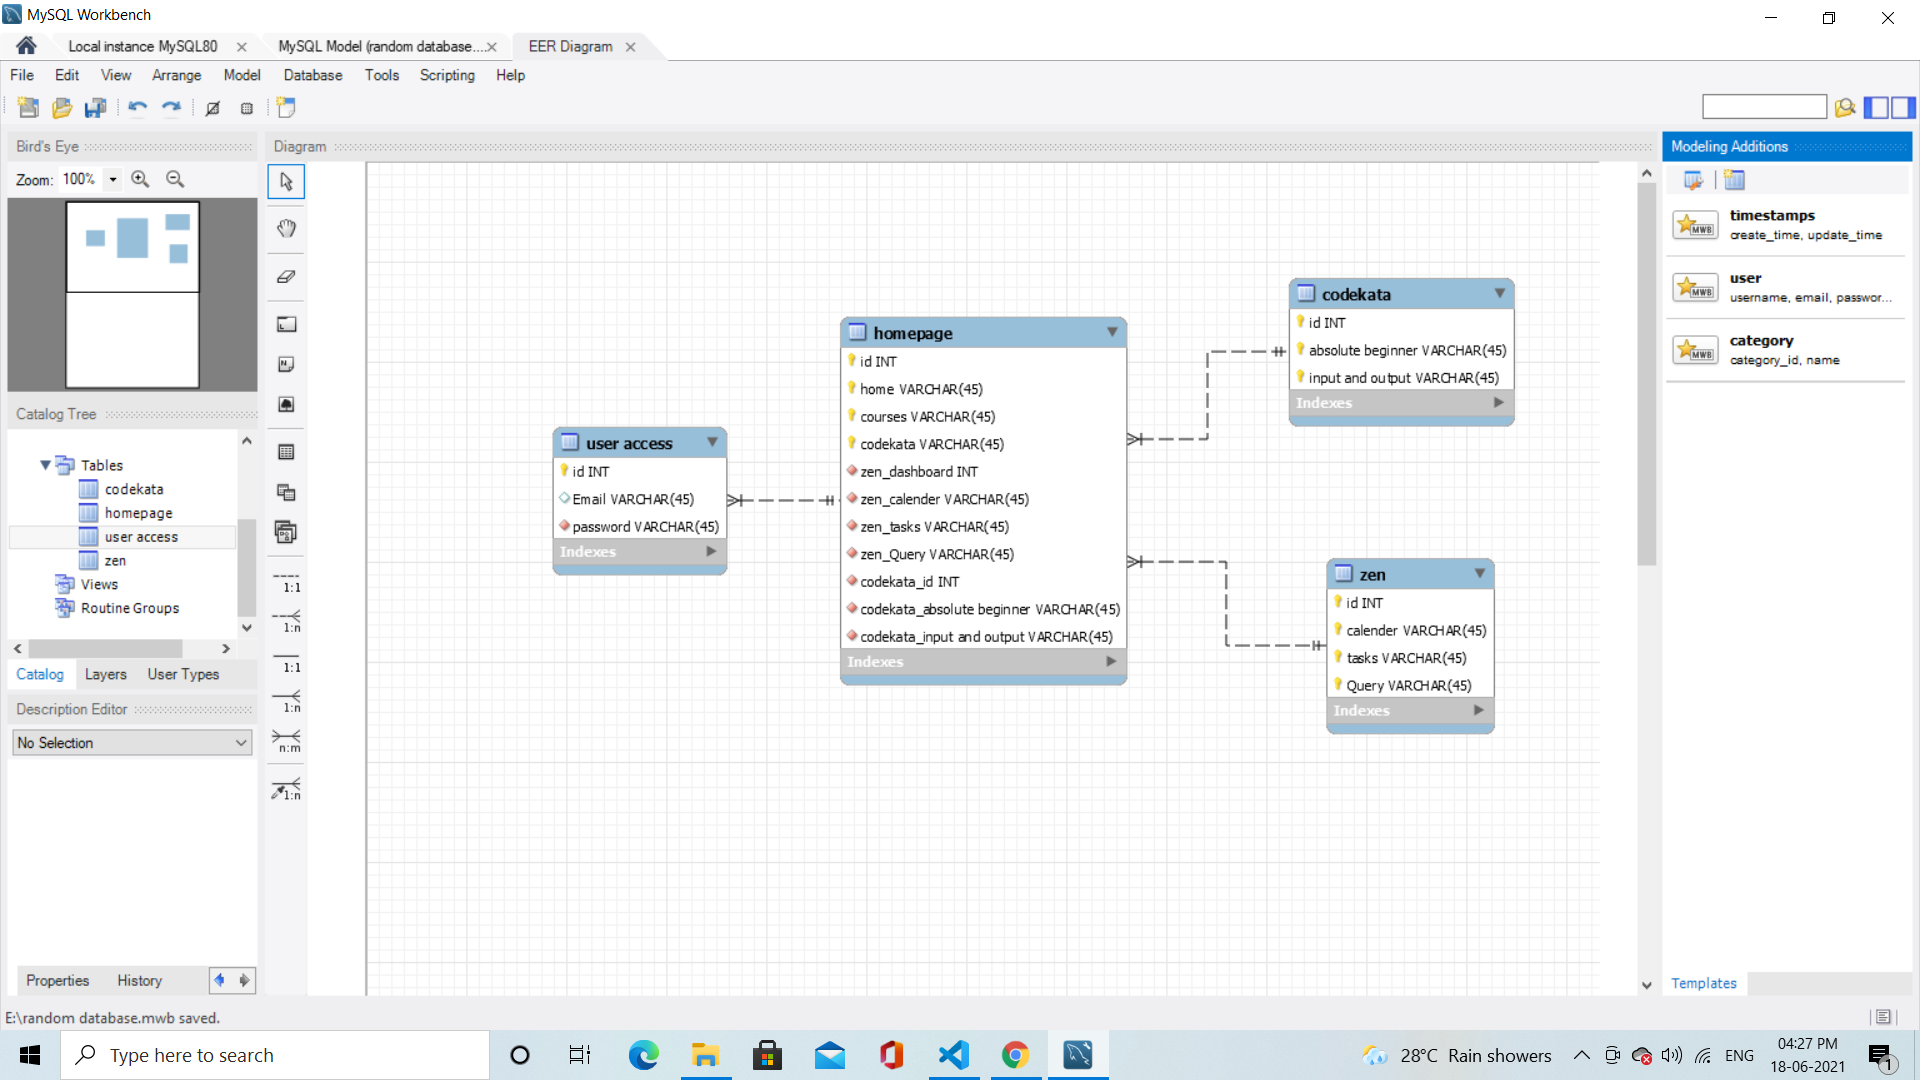 MySQL Workbench
Local instance MySQL80
MySQL Model (random database....
EER Diagram
File Edit View Arrange Model Database Tools Scripting Help
Bird's Eye
Zoom: 100%
Catalog Tree
Tables
codekata
homepage
user access
zen
Views
Routine Groups
Catalog Layers User Types
Description Editor
No Selection
Properties History
E:\random database.mwb saved.
Diagram
1:1
1:n
1:1
1:n
n:m
1:n
user access
id INT
Email VARCHAR(45)
password VARCHAR(45)
Indexes
homepage
id INT
home VARCHAR(45)
courses VARCHAR(45)
codekata VARCHAR(45)
zen_dashboard INT
zen_calender VARCHAR(45)
zen_tasks VARCHAR(45)
zen_Query VARCHAR(45)
codekata_id INT
codekata_absolute beginner VARCHAR(45)
codekata_input and output VARCHAR(45)
Indexes
codekata
id INT
absolute beginner VARCHAR(45)
input and output VARCHAR(45)
Indexes
zen
id INT
calender VARCHAR(45)
tasks VARCHAR(45)
Query VARCHAR(45)
Indexes
Modeling Additions
MWB
timestamps
create_time, update_time
MWB
user
username, email, passwor...
MWB
category
category_id, name
Templates
Type here to search
28°C Rain showers
ENG
04:27 PM
18-06-2021
1